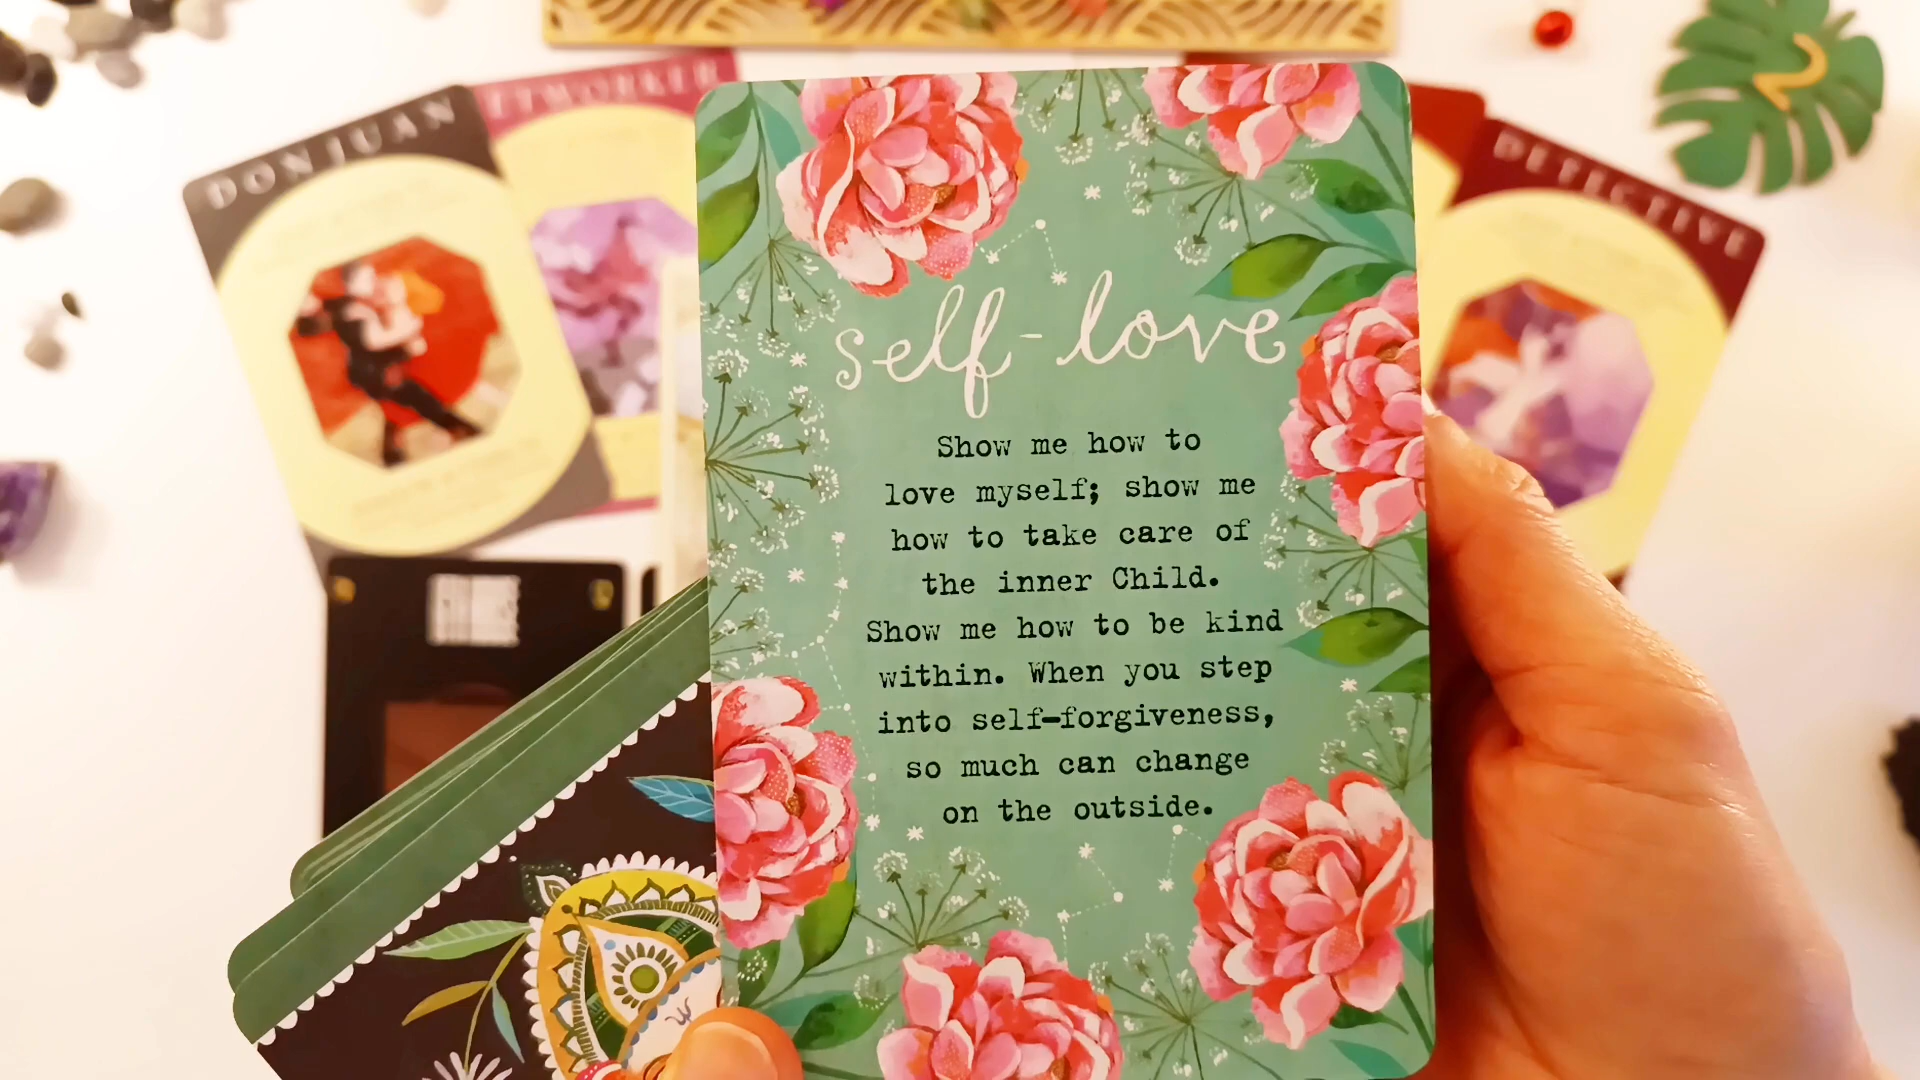 DON JUAN
ETWORKER
DETECTIVE
2
self-love
Show me how to
love myself; show me
how to take care of
the inner Child.
Show me how to be kind
within. When you step
into self-forgiveness,
so much can change
on the outside.